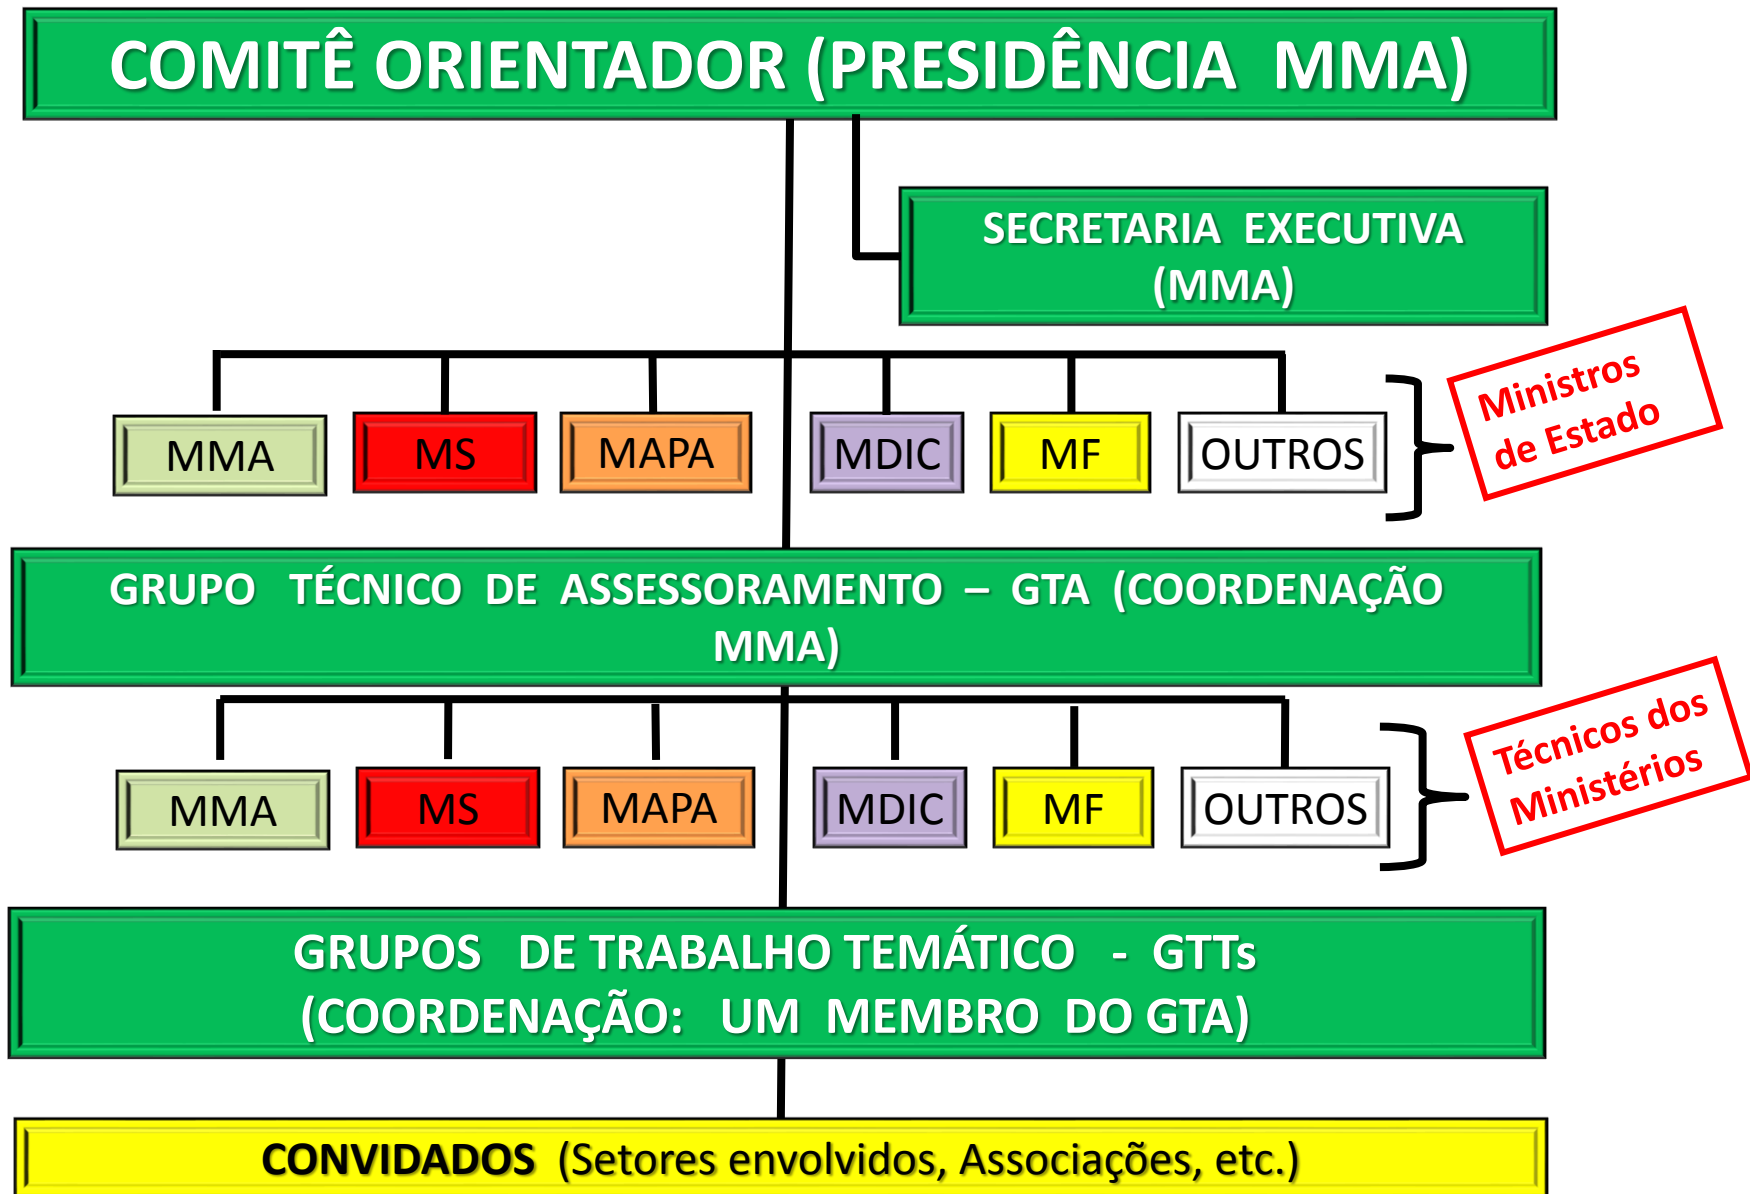 COMITÊ ORIENTADOR (PRESIDÊNCIA MMA)
SECRETARIA EXECUTIVA
(MMA)
MMA
MS
MAPA
MDIC
MF
OUTROS
Ministros
de Estado
GRUPO TÉCNICO DE ASSESSORAMENTO – GTA (COORDENAÇÃO
MMA)
MMA
MS
MAPA
MDIC
MF
OUTROS
Técnicos dos
Ministérios
GRUPOS DE TRABALHO TEMÁTICO - GTTs
(COORDENAÇÃO: UM MEMBRO DO GTA)
CONVIDADOS (Setores envolvidos, Associações, etc.)